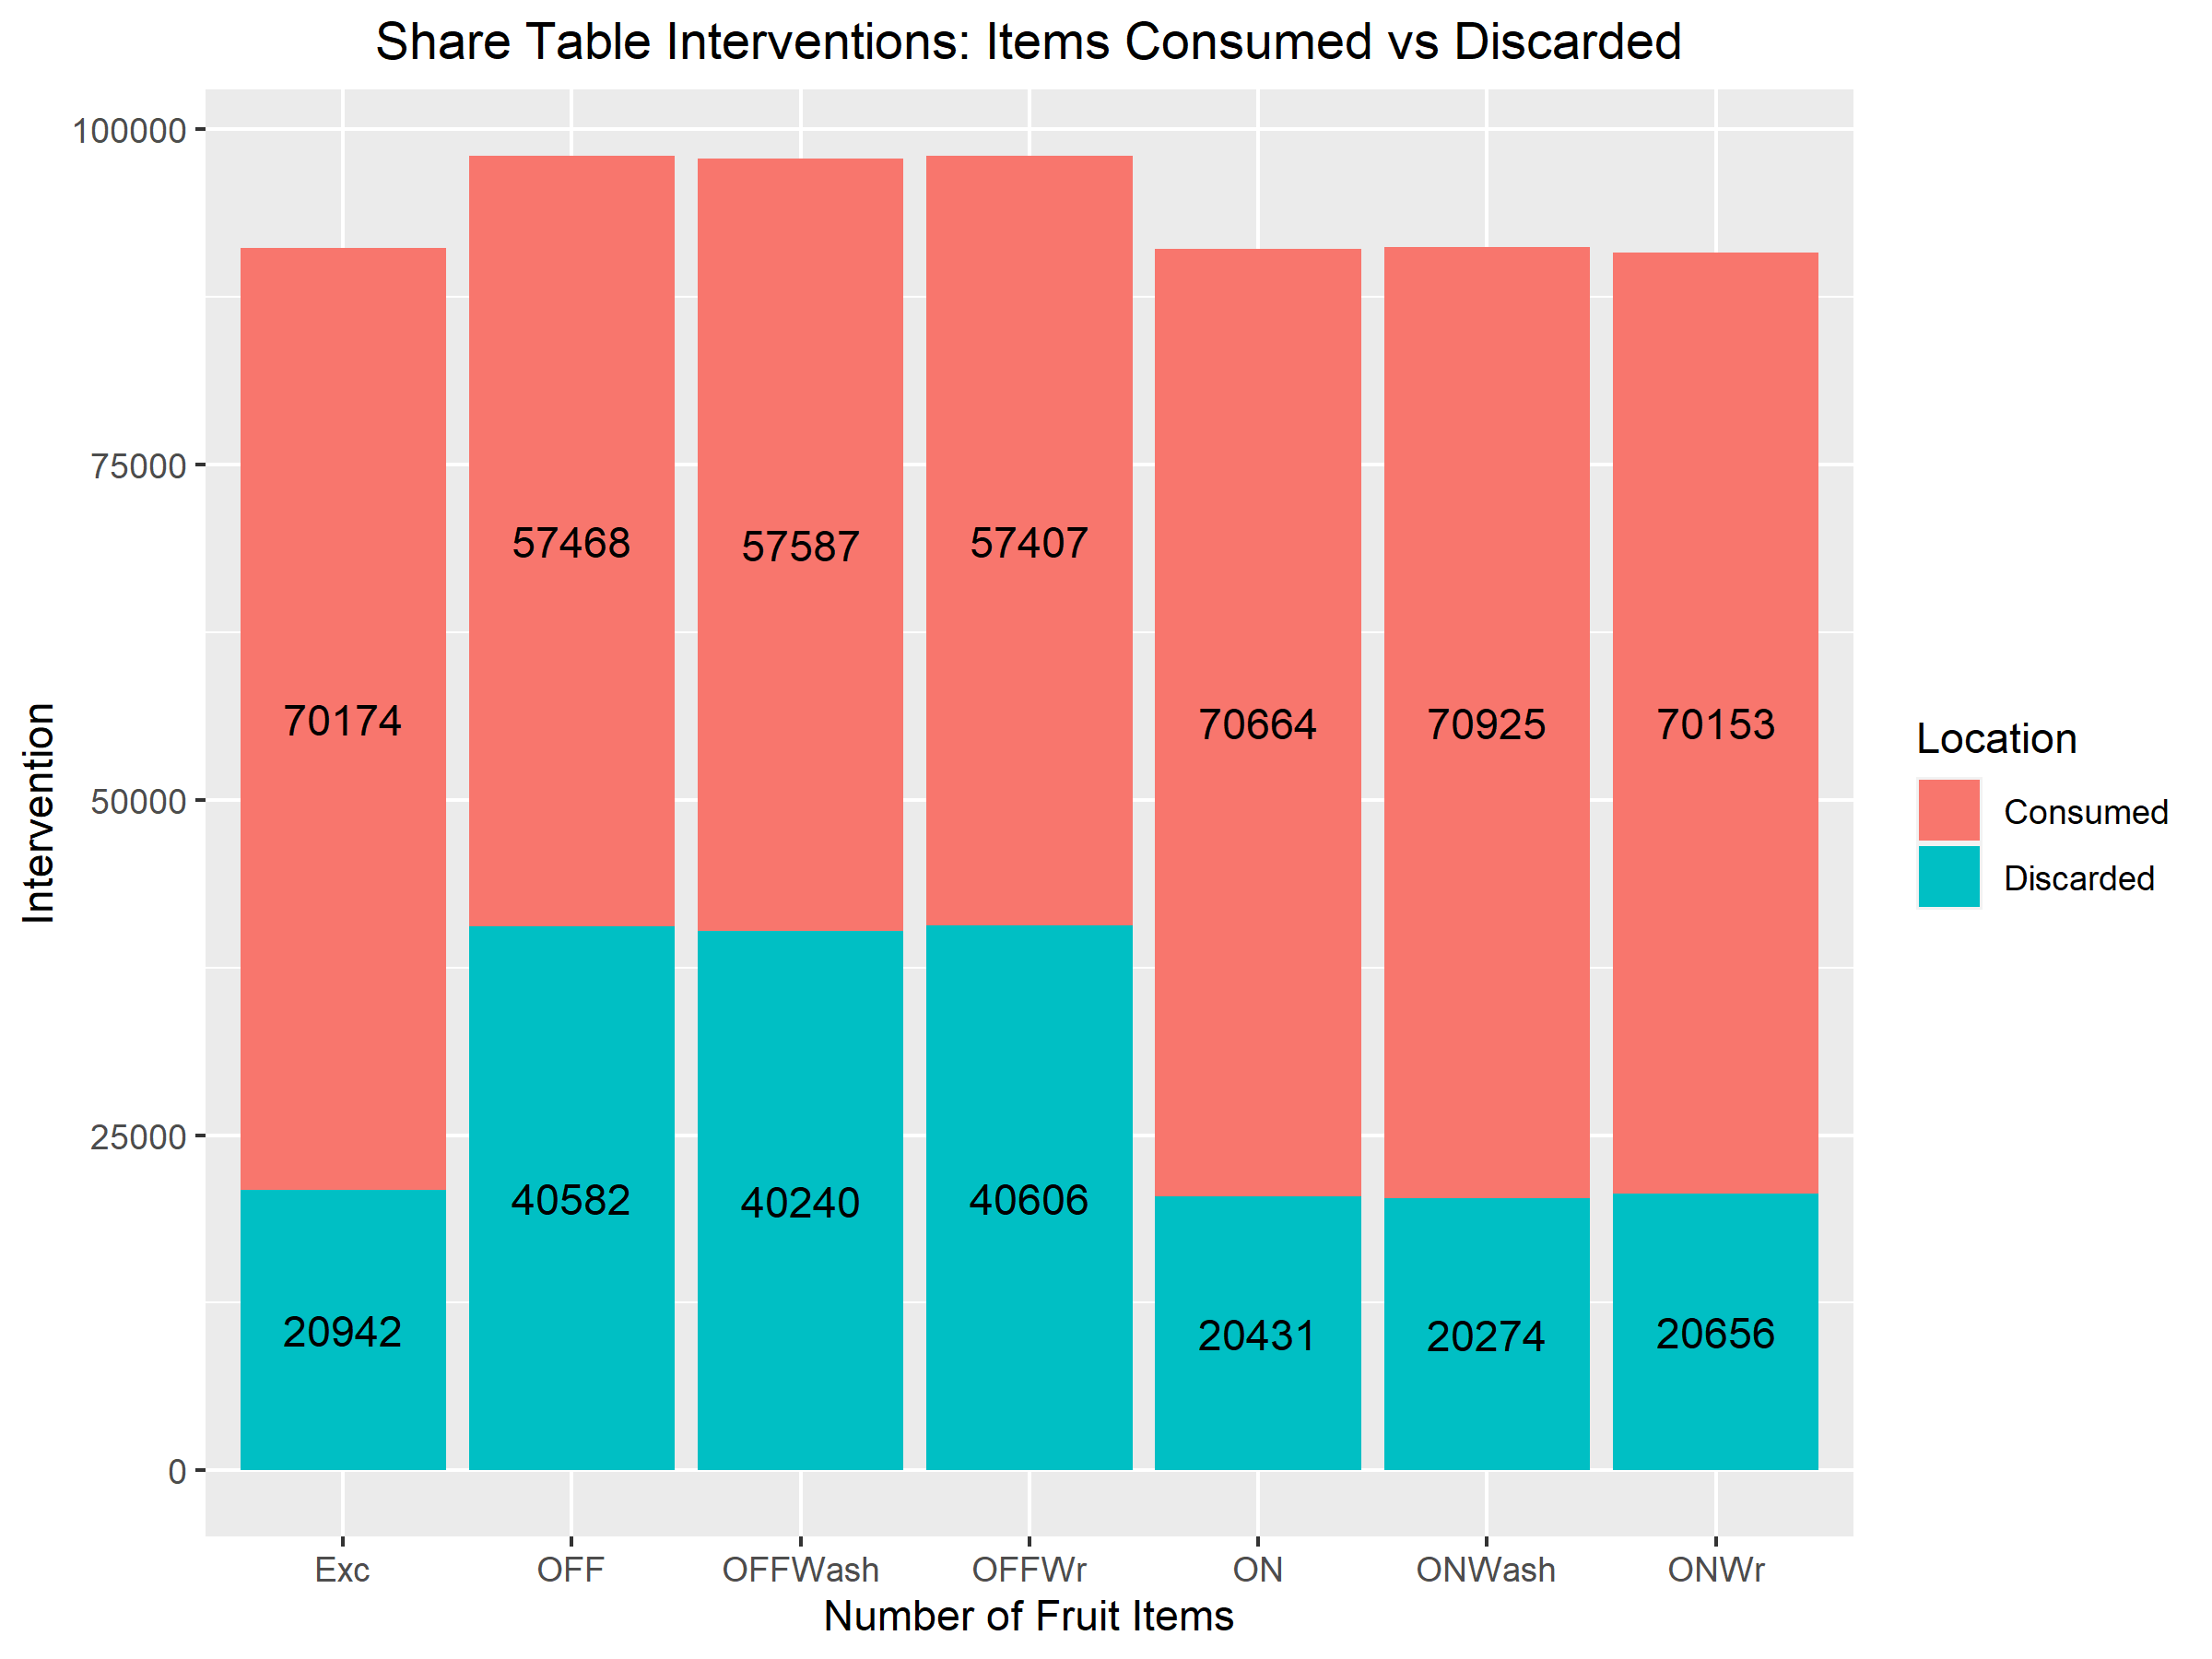 Share Table Interventions: Items Consumed vs Discarded
100000
75000
50000
25000
0
Intervention
57468
57587
57407
70174
70664
70925
70153
40582
40240
40606
20942
20431
20274
20656
Exc
OFF
OFFWash
OFFWr
ON
ONWash
ONWr
Number of Fruit Items
Location
Consumed
Discarded